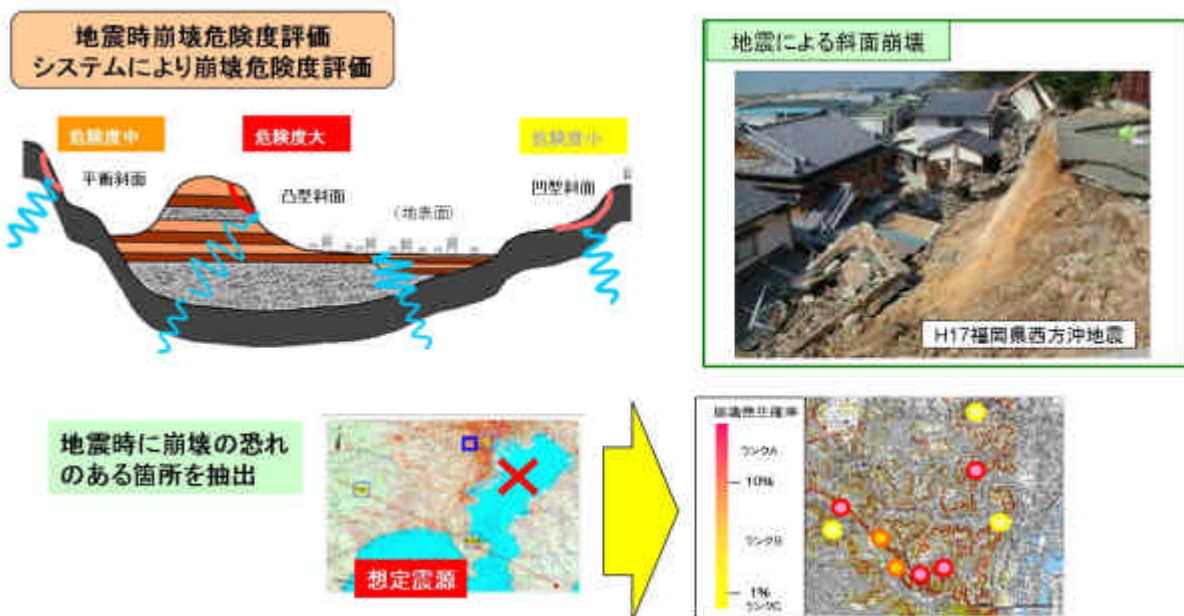 地震時崩壊危険度評価
システムにより崩壊危険度評価
地震による斜面崩壊
危険度中
危険度大
危険度小
平衡斜面
凸型斜面
凹型斜面
(地表面)
H17福岡県西方沖地震
地震時に崩壊の恐れ
のある箇所を抽出
想定震源
崩壊発生確率
ランクA
10%
ランクB
1%
ランクC